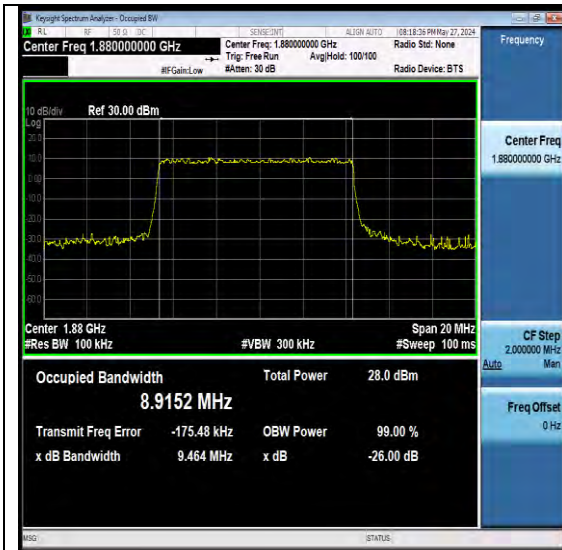 Keysight Spectrum Analyzer - Occupied BW
RL RF 50 Ω DC SENSE:INT ALIGN AUTO 08:18:36 PM May 27, 2024
Center Freq 1.880000000 GHz
Center Freq: 1.880000000 GHz
Radio Std: None
Trig: Free Run Avg|Hold: 100/100
#IFGain:Low #Atten: 30 dB Radio Device: BTS
Frequency
10 dB/div Ref 30.00 dBm
Log
20.0
10.0
0.00
-10.0
-20.0
-30.0
-40.0
-50.0
-60.0
Center Freq
1.880000000 GHz
Center 1.88 GHz Span 20 MHz
#Res BW 100 kHz #VBW 300 kHz #Sweep 100 ms
CF Step
2.000000 MHz
Auto Man
Occupied Bandwidth Total Power 28.0 dBm
8.9152 MHz
Transmit Freq Error -175.48 kHz OBW Power 99.00 %
x dB Bandwidth 9.464 MHz x dB -26.00 dB
Freq Offset
0 Hz
MSG STATUS